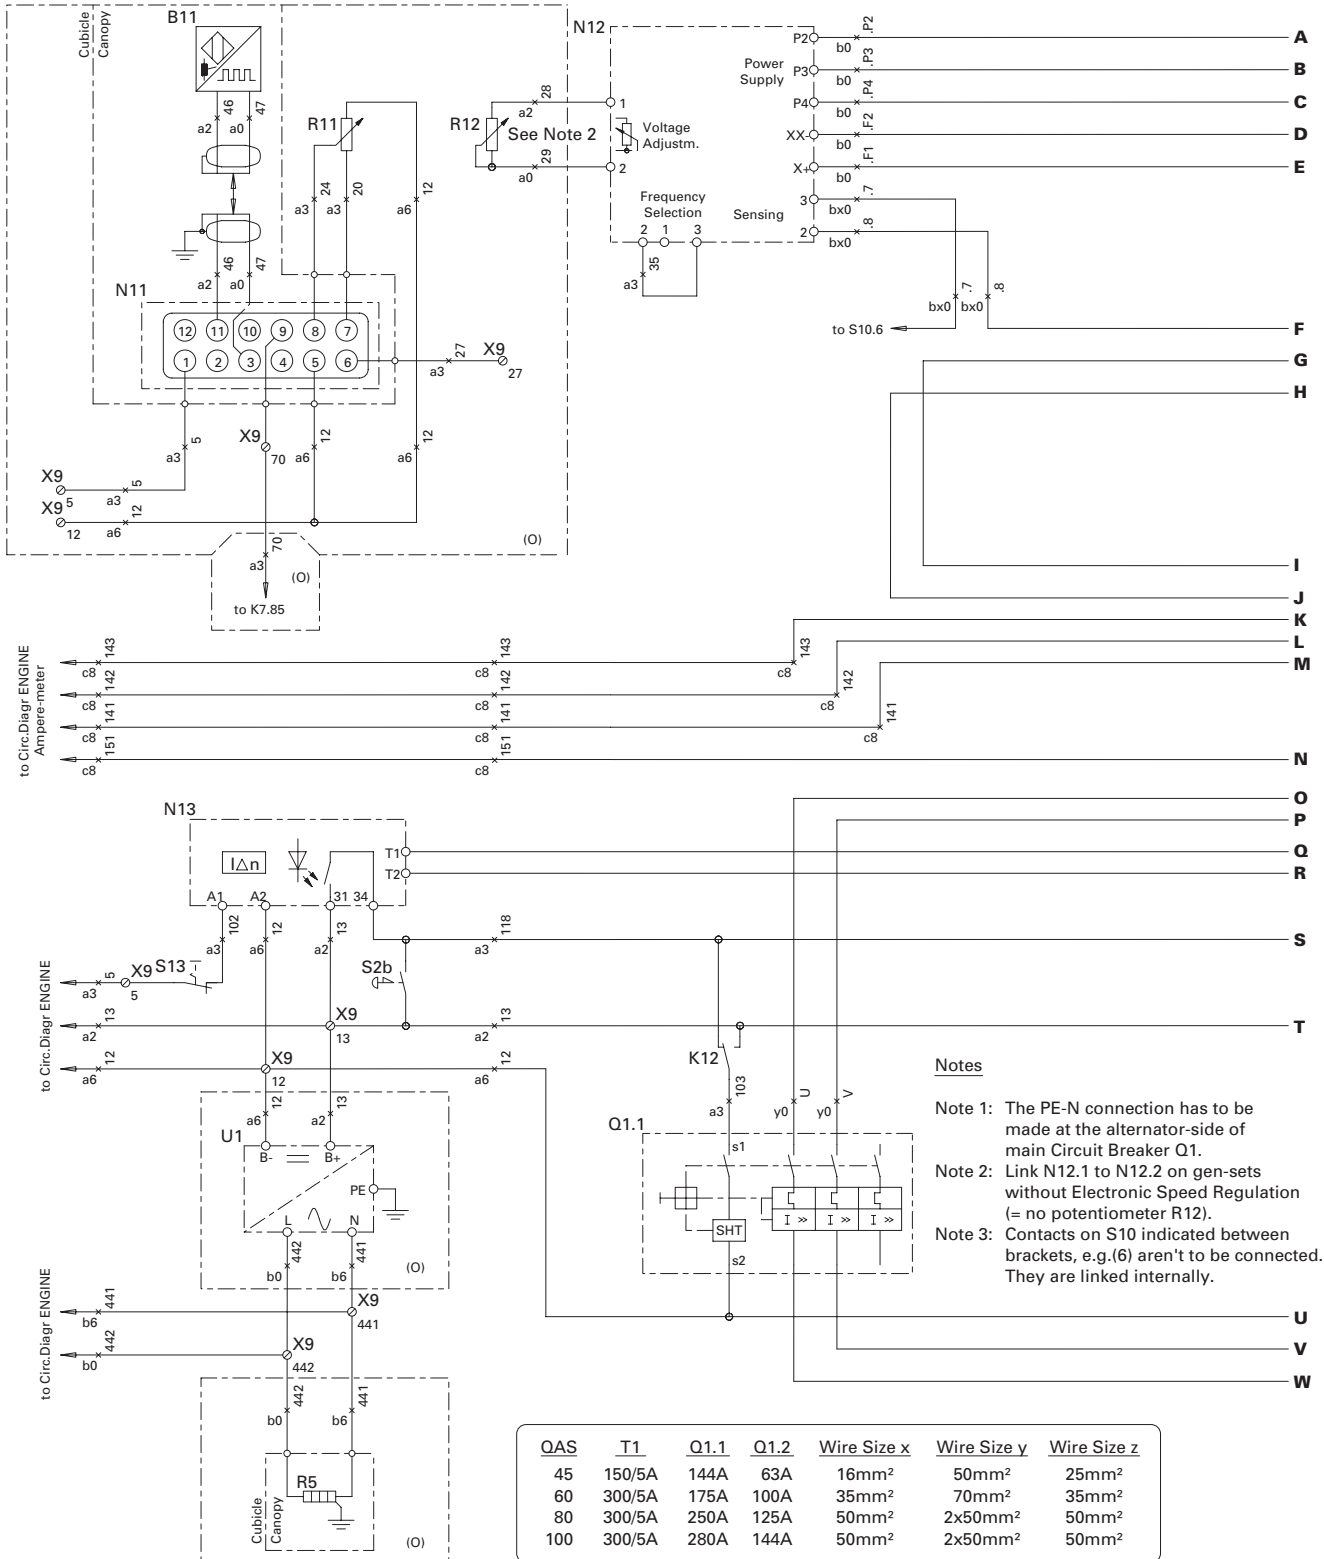 B11
Cubicle
Canopy
46
47
a2
a0
R11
24
20
12
a3
a3
a6
46
47
a2
a0
N11
12
11
10
9
8
7
1
2
3
4
5
6
27
a3
X9
27
5
a3
X9
70
12
a6
12
a6
X9
5
5
a3
X9
12
12
a6
70
a3
(O)
(O)
to K7.85
N12
R12
See Note 2
28
a2
29
a0
1
2
Voltage
Adjustm.
Frequency
Selection
2 1 3
35
a3
Power
Supply
Sensing
P2
b0
.P2
A
P3
b0
.P3
B
P4
b0
.P4
C
XX-
b0
.F2
D
X+
b0
.F1
E
3
bx0
.7
2
bx0
.8
.7
.8
bx0
bx0
to S10.6
F
G
H
I
J
K
L
M
to Circ.Diagr ENGINE
Ampere-meter
143
c8
143
c8
143
c8
142
c8
142
c8
142
c8
141
c8
141
c8
141
c8
151
c8
151
c8
N
O
P
N13
I△n
T1
Q
T2
R
A1
A2
31
34
102
a3
12
a6
13
a2
118
a3
S
to Circ.Diagr ENGINE
5
a3
X9
5
S13
S2b
13
a2
X9
13
13
a2
T
12
a6
X9
12
12
a6
12
a6
13
a2
U1
B-
B+
PE
L
N
442
b0
441
b6
(O)
to Circ.Diagr ENGINE
441
b6
X9
441
442
b0
X9
442
442
b0
441
b6
Cubicle
Canopy
R5
(O)
K12
103
a3
U
y0
V
y0
Q1.1
s1
SHT
s2
I >>
I >>
I >>
U
V
W
Notes
Note 1: The PE-N connection has to be
made at the alternator-side of
main Circuit Breaker Q1.
Note 2: Link N12.1 to N12.2 on gen-sets
without Electronic Speed Regulation
(= no potentiometer R12).
Note 3: Contacts on S10 indicated between
brackets, e.g.(6) aren't to be connected.
They are linked internally.
QAS T1 Q1.1 Q1.2 Wire Size x Wire Size y Wire Size z
45 150/5A 144A 63A 16mm² 50mm² 25mm²
60 300/5A 175A 100A 35mm² 70mm² 35mm²
80 300/5A 250A 125A 50mm² 2x50mm² 50mm²
100 300/5A 280A 144A 50mm² 2x50mm² 50mm²